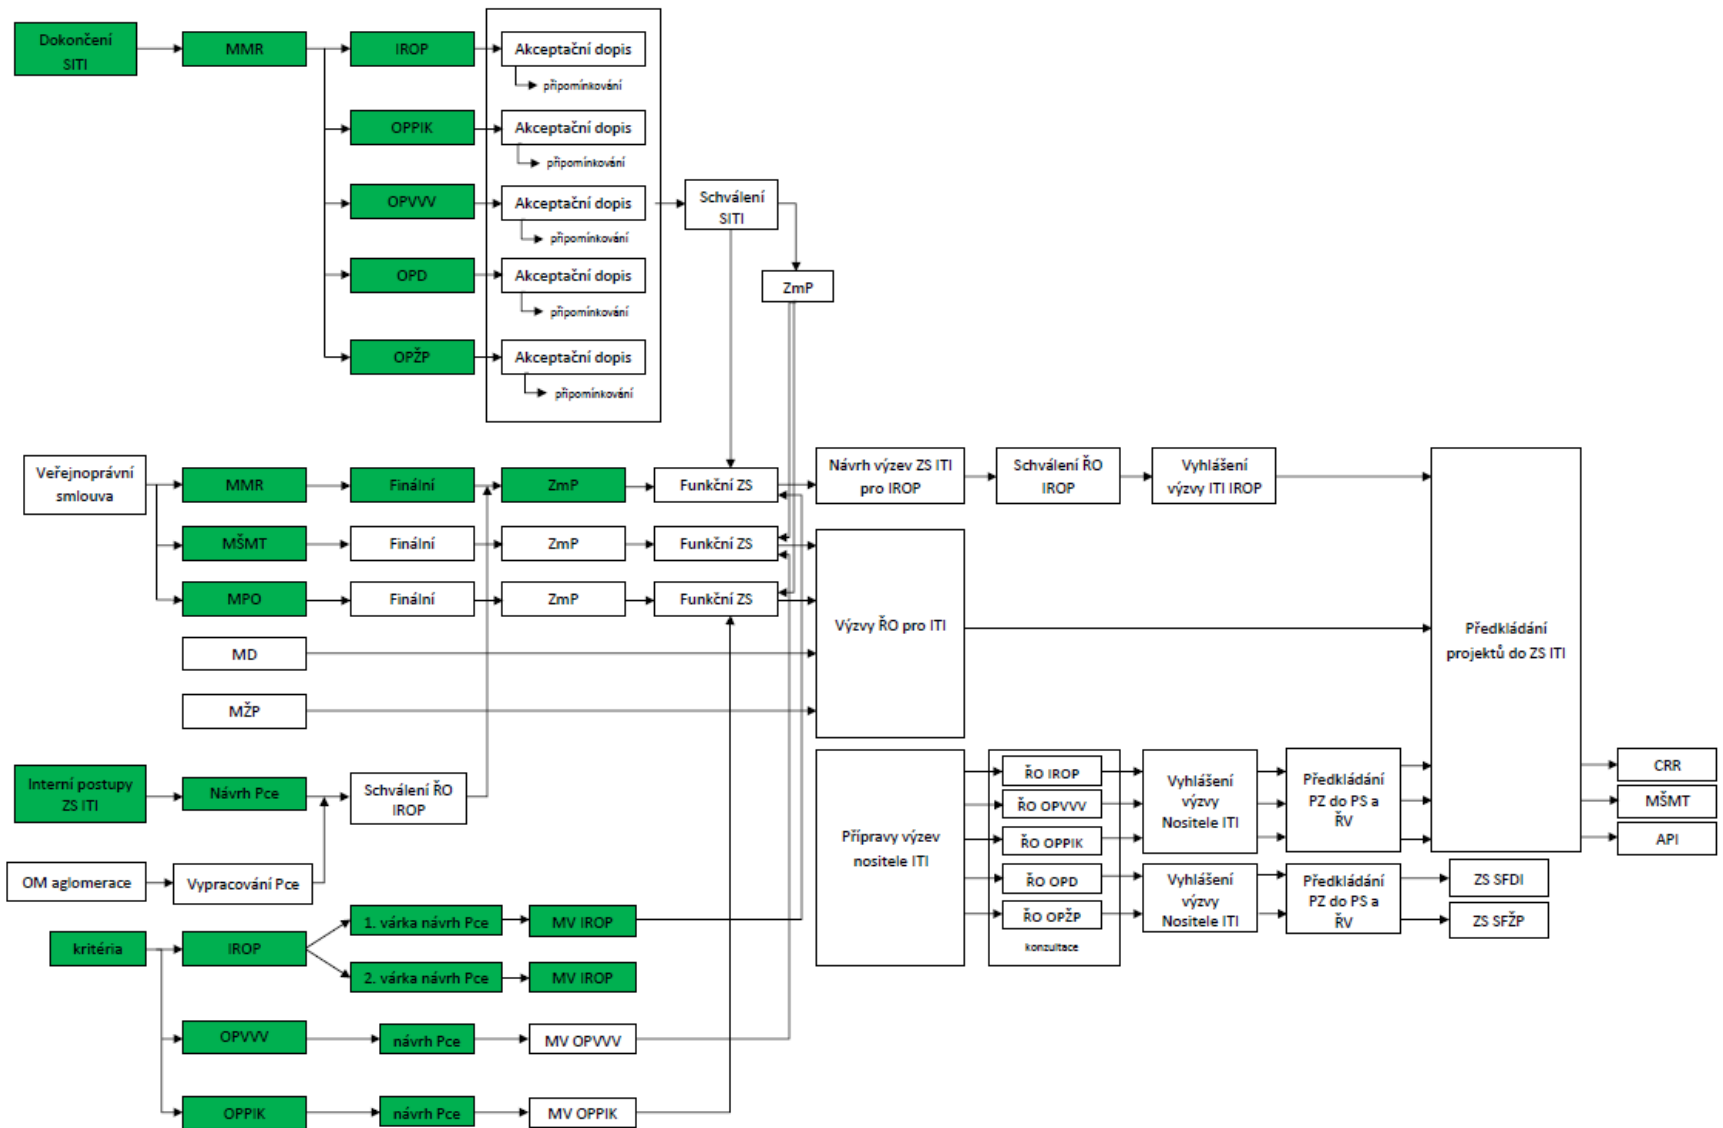 Dokončení
SITI
MMR
IROP
Akceptační dopis
připomínkování
OPPIK
Akceptační dopis
připomínkování
OPVVV
Akceptační dopis
připomínkování
Schválení
SITI
OPD
Akceptační dopis
připomínkování
ZmP
OPŽP
Akceptační dopis
připomínkování
Veřejnoprávní
smlouva
MMR
Finální
ZmP
Funkční ZS
Návrh výzev ZS ITI
pro IROP
Schválení ŘO
IROP
Vyhlášení
výzvy ITI IROP
MŠMT
Finální
ZmP
Funkční ZS
MPO
Finální
ZmP
Funkční ZS
Výzvy ŘO pro ITI
Předkládání
projektů do ZS ITI
MD
MŽP
Interní postupy
ZS ITI
Návrh Pce
Schválení ŘO
IROP
OM aglomerace
Vypracování Pce
Přípravy výzev
nositele ITI
ŘO IROP
ŘO OPVVV
ŘO OPPIK
ŘO OPD
ŘO OPŽP
konzultace
Vyhlášení
výzvy
Nositele ITI
Předkládání
PZ do PS a
ŘV
CRR
MŠMT
API
Vyhlášení
výzvy
Nositele ITI
Předkládání
PZ do PS a
ŘV
ZS SFDI
ZS SFŽP
kritéria
IROP
1. várka návrh Pce
MV IROP
2. várka návrh Pce
MV IROP
OPVVV
návrh Pce
MV OPVVV
OPPIK
návrh Pce
MV OPPIK